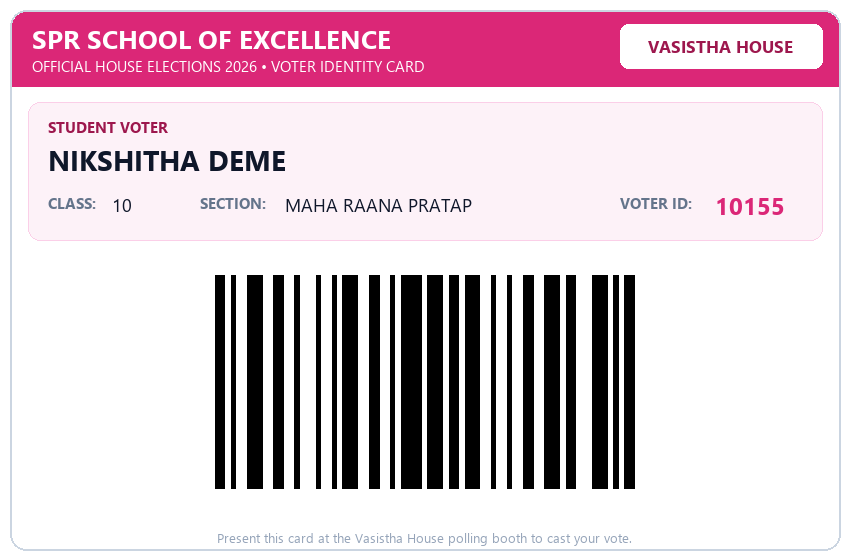 SPR SCHOOL OF EXCELLENCE
OFFICIAL HOUSE ELECTIONS 2026 • VOTER IDENTITY CARD
VASISTHA HOUSE
STUDENT VOTER
NIKSHITHA DEME
CLASS: 10 SECTION: MAHA RAANA PRATAP VOTER ID: 10155
Present this card at the Vasistha House polling booth to cast your vote.